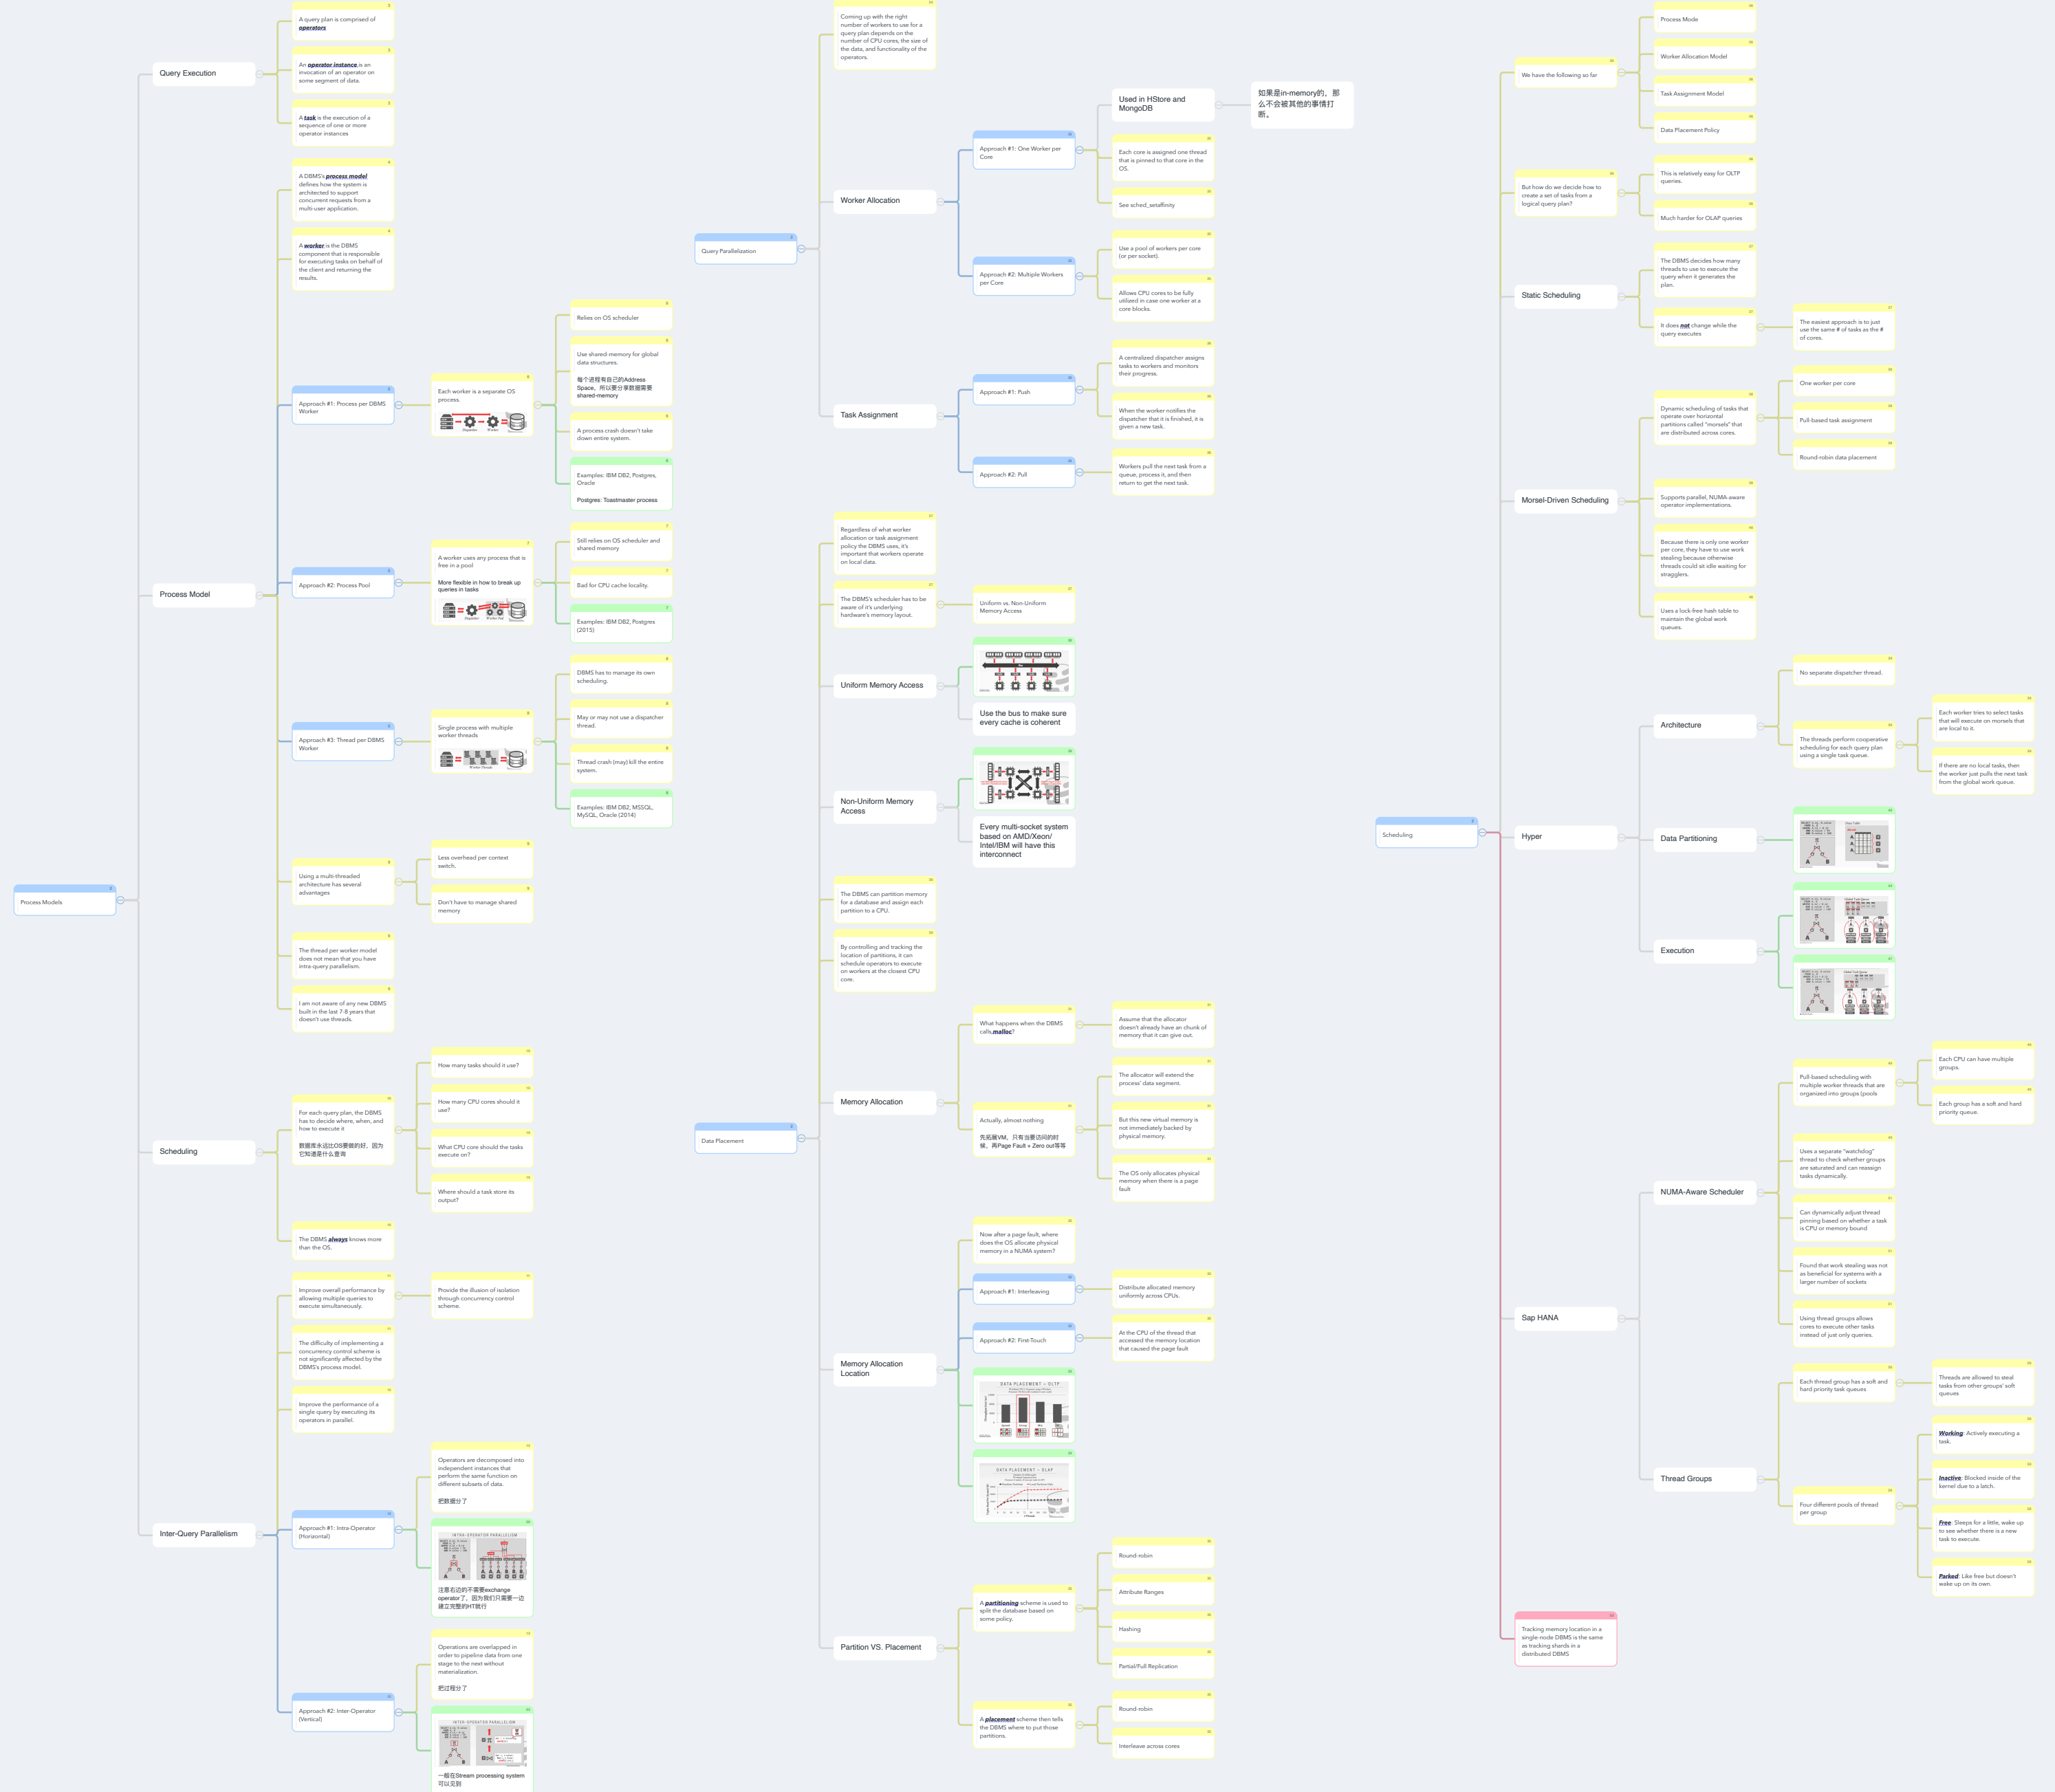 Process Models
Query Execution
A query plan is comprised of
operators
An operator instance is an
invocation of an operator on
some segment of data.
A task is the execution of a
sequence of one or more
operator instances
Process Model
A DBMS's process model
defines how the system is
architected to support
concurrent requests from a
multi-user application.
A worker is the DBMS
component that is responsible
for executing tasks on behalf of
the client and returning the
results.
Approach #1: Process per DBMS
Worker
Each worker is a separate OS
process.
Relies on OS scheduler
Use shared-memory for global
data structures.
每个进程有自己的Address
Space，所以要分享数据需要
shared-memory
A process crash doesn't take
down entire system.
Examples: IBM DB2, Postgres,
Oracle
Postgres: Toastmaster process
Approach #2: Process Pool
A worker uses any process that is
free in a pool
More flexible in how to break up
queries in tasks
Still relies on OS scheduler and
shared memory
Bad for CPU cache locality.
Examples: IBM DB2, Postgres
(2015)
Approach #3: Thread per DBMS
Worker
Single process with multiple
worker threads
DBMS has to manage its own
scheduling.
May or may not use a dispatcher
thread.
Thread crash (may) kill the entire
system.
Examples: IBM DB2, MSSQL,
MySQL, Oracle (2014)
Using a multi-threaded
architecture has several
advantages
Less overhead per context
switch.
Don't have to manage shared
memory
The thread per worker model
does not mean that you have
intra-query parallelism.
I am not aware of any new DBMS
built in the last 7-8 years that
doesn't use threads.
Scheduling
For each query plan, the DBMS
has to decide where, when, and
how to execute it
数据库永远比OS要做的好，因为
它知道是什么查询
How many tasks should it use?
How many CPU cores should it
use?
What CPU core should the tasks
execute on?
Where should a task store its
output?
The DBMS always knows more
than the OS.
Inter-Query Parallelism
Improve overall performance by
allowing multiple queries to
execute simultaneously.
Provide the illusion of isolation
through concurrency control
scheme.
The difficulty of implementing a
concurrency control scheme is
not significantly affected by the
DBMS's process model.
Improve the performance of a
single query by executing its
operators in parallel.
Approach #1: Intra-Operator
(Horizontal)
Operators are decomposed into
independent instances that
perform the same function on
different subsets of data.
把数据分了
INTRA-OPERATOR PARALLELISM
注意右边的不需要exchange
operator了，因为我们只需要一边
建立完整的HT就行
Approach #2: Inter-Operator
(Vertical)
Operations are overlapped in
order to pipeline data from one
stage to the next without
materialization.
把过程分了
INTER-OPERATOR PARALLELISM
一般在Stream processing system
可以见到
Query Parallelization
Coming up with the right
number of workers to use for a
query plan depends on the
number of CPU cores, the size of
the data, and functionality of the
operators.
Worker Allocation
Approach #1: One Worker per
Core
Used in HStore and
MongoDB
如果是in-memory的，那
么不会被其他的事情打
断。
Each core is assigned one thread
that is pinned to that core in the
OS.
See sched_setaffinity
Approach #2: Multiple Workers
per Core
Use a pool of workers per core
(or per socket).
Allows CPU cores to be fully
utilized in case one worker at a
core blocks.
Task Assignment
Approach #1: Push
A centralized dispatcher assigns
tasks to workers and monitors
their progress.
When the worker notifies the
dispatcher that it is finished, it is
given a new task.
Approach #2: Pull
Workers pull the next task from a
queue, process it, and then
return to get the next task.
Data Placement
Regardless of what worker
allocation or task assignment
policy the DBMS uses, it's
important that workers operate
on local data.
The DBMS's scheduler has to be
aware of it's underlying
hardware's memory layout.
Uniform vs. Non-Uniform
Memory Access
Uniform Memory Access
Use the bus to make sure
every cache is coherent
Non-Uniform Memory
Access
Every multi-socket system
based on AMD/Xeon/
Intel/IBM will have this
interconnect
The DBMS can partition memory
for a database and assign each
partition to a CPU.
By controlling and tracking the
location of partitions, it can
schedule operators to execute
on workers at the closest CPU
core.
Memory Allocation
What happens when the DBMS
calls malloc?
Assume that the allocator
doesn't already have an chunk of
memory that it can give out.
Actually, almost nothing
先拓展VM，只有当要访问的时
候，再Page Fault + Zero out等等
The allocator will extend the
process' data segment.
But this new virtual memory is
not immediately backed by
physical memory.
The OS only allocates physical
memory when there is a page
fault
Memory Allocation
Location
Now after a page fault, where
does the OS allocate physical
memory in a NUMA system?
Approach #1: Interleaving
Distribute allocated memory
uniformly across CPUs.
Approach #2: First-Touch
At the CPU of the thread that
accessed the memory location
that caused the page fault
DATA PLACEMENT – OLTP
DATA PLACEMENT – OLAP
Partition VS. Placement
A partitioning scheme is used to
split the database based on
some policy.
Round-robin
Attribute Ranges
Hashing
Partial/Full Replication
A placement scheme then tells
the DBMS where to put those
partitions.
Round-robin
Interleave across cores
Scheduling
We have the following so far
Process Mode
Worker Allocation Model
Task Assignment Model
Data Placement Policy
But how do we decide how to
create a set of tasks from a
logical query plan?
This is relatively easy for OLTP
queries.
Much harder for OLAP queries
Static Scheduling
The DBMS decides how many
threads to use to execute the
query when it generates the
plan.
It does not change while the
query executes
The easiest approach is to just
use the same # of tasks as the #
of cores.
Morsel-Driven Scheduling
Dynamic scheduling of tasks that
operate over horizontal
partitions called "morsels" that
are distributed across cores.
One worker per core
Pull-based task assignment
Round-robin data placement
Supports parallel, NUMA-aware
operator implementations.
Because there is only one worker
per core, they have to use work
stealing because otherwise
threads could sit idle waiting for
stragglers.
Uses a lock-free hash table to
maintain the global work
queues.
Hyper
Architecture
No separate dispatcher thread.
The threads perform cooperative
scheduling for each query plan
using a single task queue.
Each worker tries to select tasks
that will execute on morsels that
are local to it.
If there are no local tasks, then
the worker just pulls the next task
from the global work queue.
Data Partitioning
Execution
Sap HANA
NUMA-Aware Scheduler
Pull-based scheduling with
multiple worker threads that are
organized into groups (pools
Each CPU can have multiple
groups.
Each group has a soft and hard
priority queue.
Uses a separate "watchdog"
thread to check whether groups
are saturated and can reassign
tasks dynamically.
Can dynamically adjust thread
pinning based on whether a task
is CPU or memory bound
Found that work stealing was not
as beneficial for systems with a
larger number of sockets
Using thread groups allows
cores to execute other tasks
instead of just only queries.
Thread Groups
Each thread group has a soft and
hard priority task queues
Threads are allowed to steal
tasks from other groups' soft
queues
Four different pools of thread
per group
Working: Actively executing a
task.
Inactive: Blocked inside of the
kernel due to a latch.
Free: Sleeps for a little, wake up
to see whether there is a new
task to execute.
Parked: Like free but doesn't
wake up on its own.
Tracking memory location in a
single-node DBMS is the same
as tracking shards in a
distributed DBMS